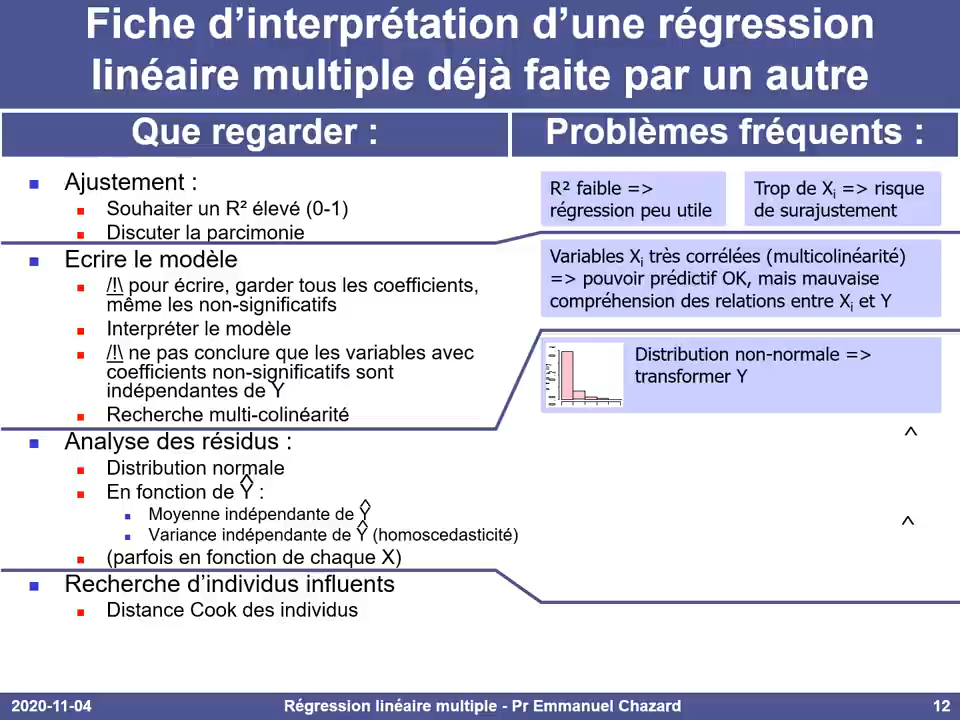 Fiche d’interprétation d’une régression
linéaire multiple déjà faite par un autre
Que regarder :
Ajustement :
Souhaiter un R² élevé (0-1)
Discuter la parcimonie
Ecrire le modèle
/!\ pour écrire, garder tous les coefficients,
même les non-significatifs
Interpréter le modèle
/!\ ne pas conclure que les variables avec
coefficients non-significatifs sont
indépendantes de Y
Recherche multi-colinéarité
Analyse des résidus :
Distribution normale
En fonction de Ŷ :
Moyenne indépendante de Ŷ
Variance indépendante de Ŷ (homoscedasticité)
(parfois en fonction de chaque X)
Recherche d’individus influents
Distance Cook des individus
Problèmes fréquents :
R² faible =>
régression peu utile
Trop de Xi => risque
de surajustement
Variables Xi très corrélées (multicolinéarité)
=> pouvoir prédictif OK, mais mauvaise
compréhension des relations entre Xi et Y
Distribution non-normale =>
transformer Y
^
^
2020-11-04
Régression linéaire multiple - Pr Emmanuel Chazard
12